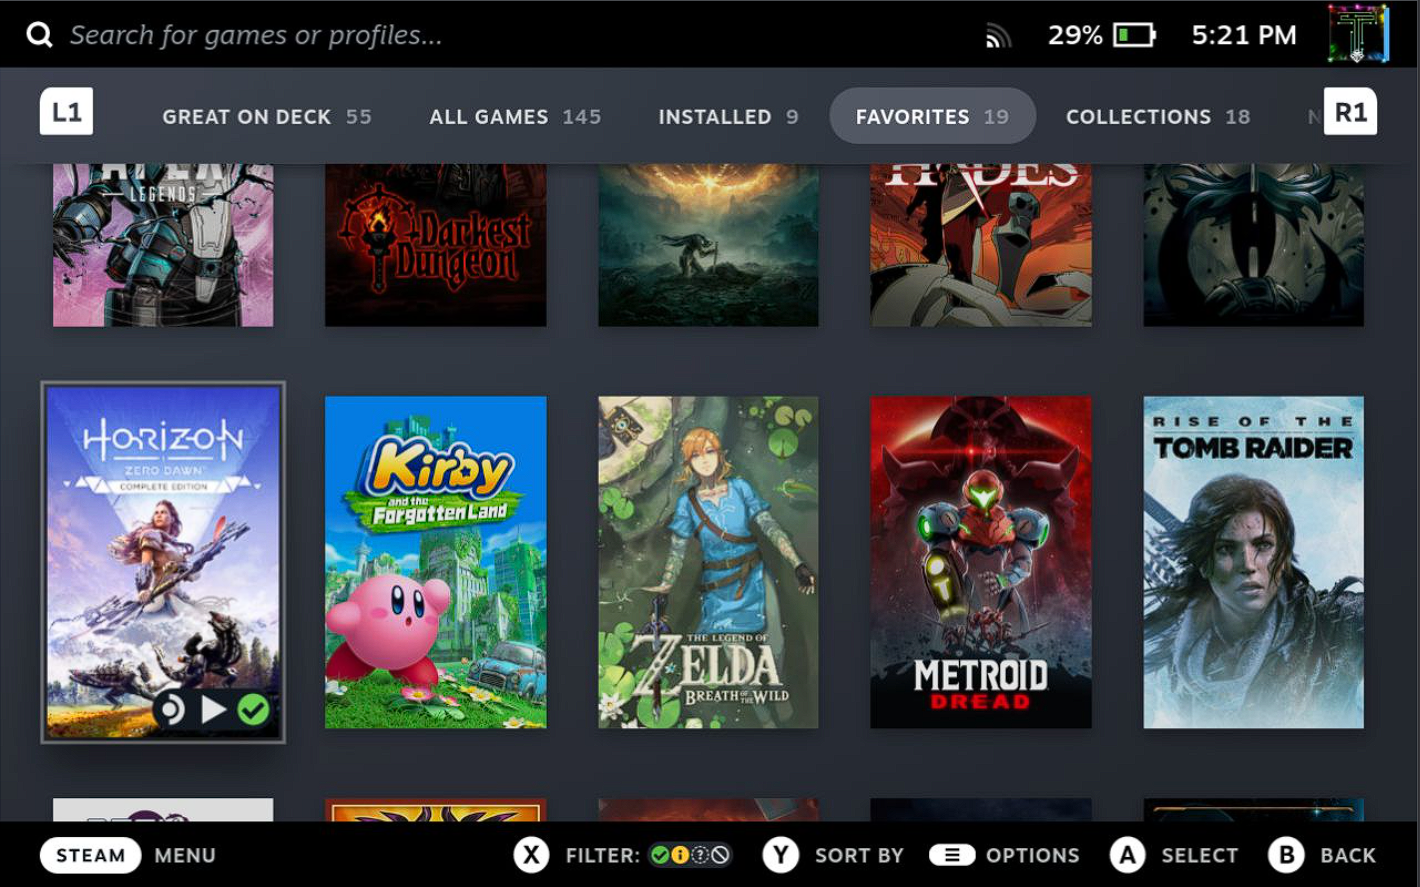 Search for games or profiles...
29%
5:21 PM
L1
GREAT ON DECK 55
ALL GAMES 145
INSTALLED 9
FAVORITES 19
COLLECTIONS 18
N
R1
LEGENDS
Darkest
Dungeon
HADES
HORIZON
ZERO DAWN
COMPLETE EDITION
Kirby
and the
Forgotten Land
THE LEGEND OF
ZELDA
BREATH OF THE WILD
METROID
DREAD
RISE OF THE
TOMB RAIDER
STEAM MENU
X FILTER:
Y SORT BY
OPTIONS
A SELECT
B BACK